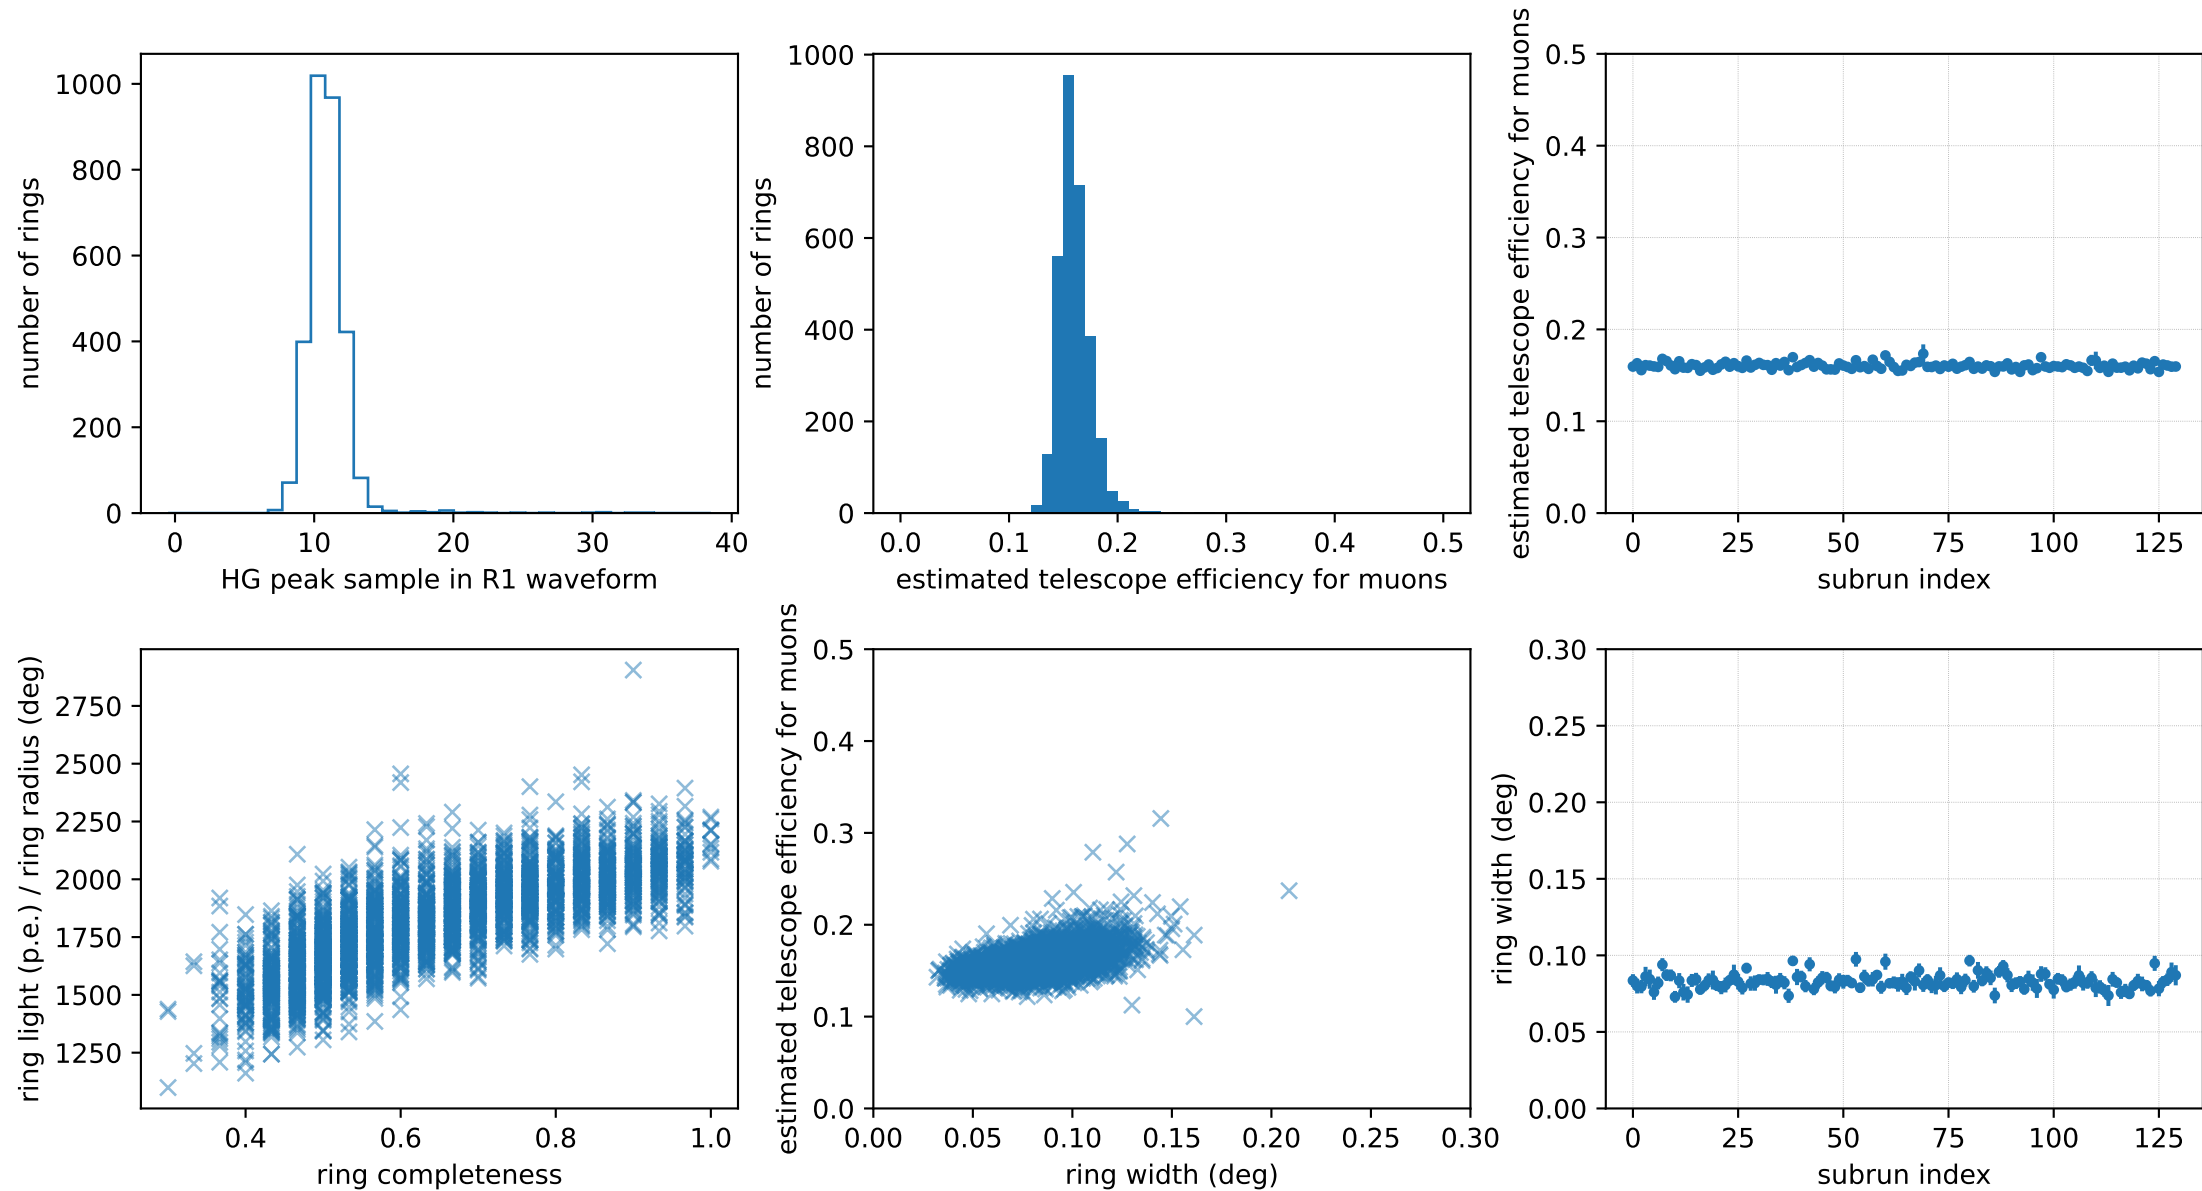 number of rings
1000
800
600
400
200
0
0 10 20 30 40
HG peak sample in R1 waveform
number of rings
1000
800
600
400
200
0
0.0 0.1 0.2 0.3 0.4 0.5
estimated telescope efficiency for muons
estimated telescope efficiency for muons
0.5
0.4
0.3
0.2
0.1
0.0
0 25 50 75 100 125
subrun index
ring light (p.e.) / ring radius (deg)
2750
2500
2250
2000
1750
1500
1250
0.4 0.6 0.8 1.0
ring completeness
estimated telescope efficiency for muons
0.5
0.4
0.3
0.2
0.1
0.0
0.00 0.05 0.10 0.15 0.20 0.25 0.30
ring width (deg)
ring width (deg)
0.30
0.25
0.20
0.15
0.10
0.05
0.00
0 25 50 75 100 125
subrun index